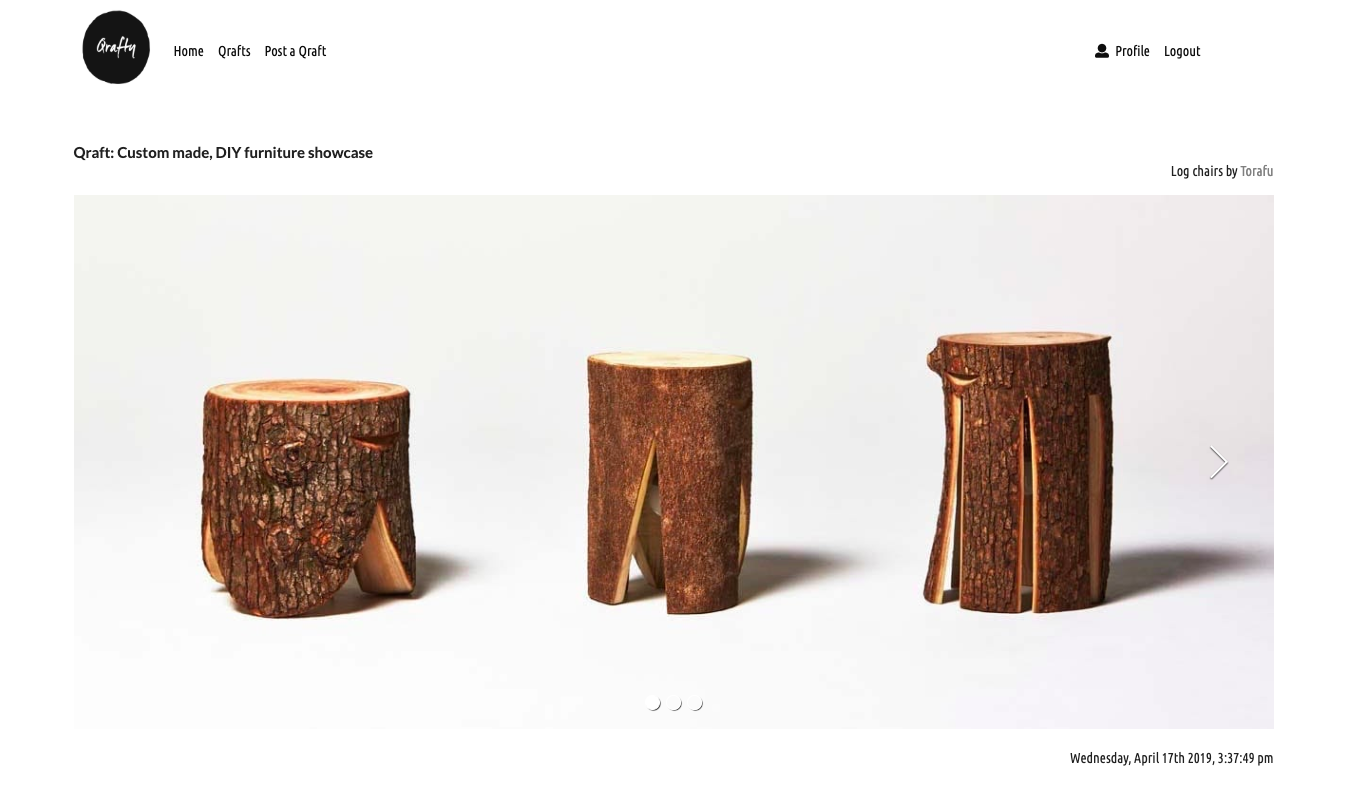 Qrafty
Home Qrafts Post a Qraft
Profile Logout
Qraft: Custom made, DIY furniture showcase
Log chairs by Torafu
Wednesday, April 17th 2019, 3:37:49 pm